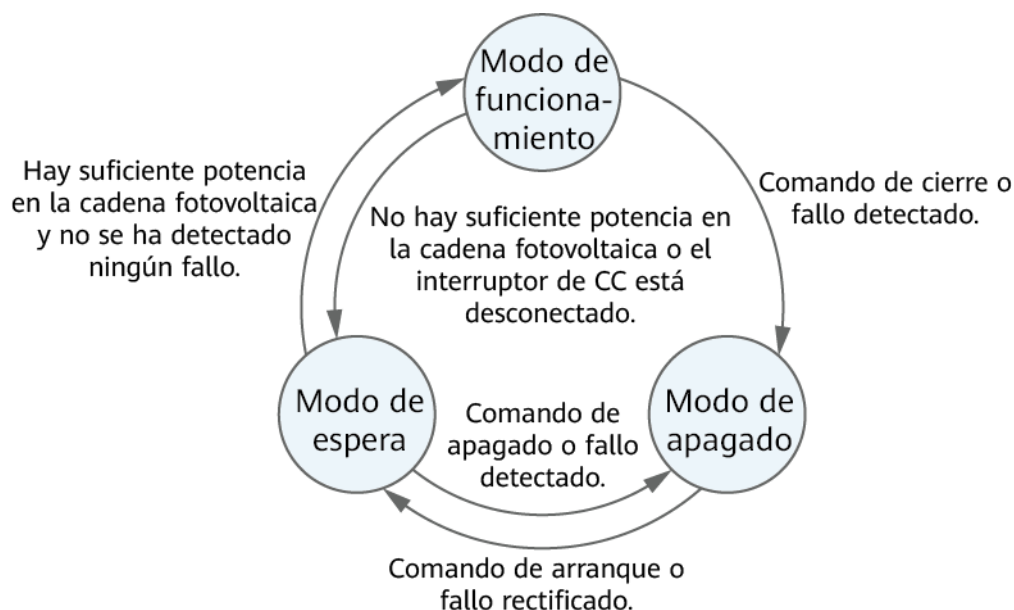 Modo de
funciona-
miento
Hay suficiente potencia
en la cadena fotovoltaica
y no se ha detectado
ningún fallo.
Comando de cierre o
fallo detectado.
No hay suficiente potencia en
la cadena fotovoltaica o el
interruptor de CC está
desconectado.
Modo de
espera
Comando de
apagado o fallo
detectado.
Modo de
apagado
Comando de arranque o
fallo rectificado.